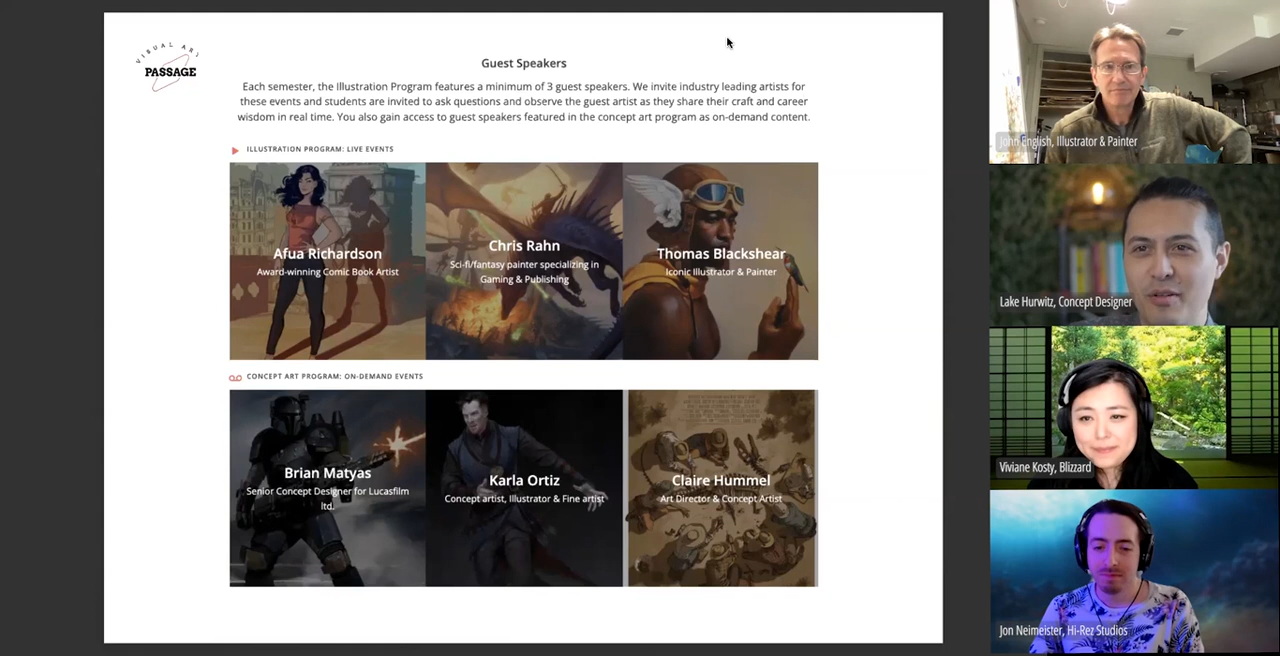 VISUAL ART
PASSAGE
Guest Speakers
Each semester, the Illustration Program features a minimum of 3 guest speakers. We invite industry leading artists for
these events and students are invited to ask questions and observe the guest artist as they share their craft and career
wisdom in real time. You also gain access to guest speakers featured in the concept art program as on-demand content.
ILLUSTRATION PROGRAM: LIVE EVENTS
Afua Richardson
Award-winning Comic Book Artist
Chris Rahn
Sci-fi/fantasy painter specializing in
Gaming & Publishing
Thomas Blackshear
Iconic Illustrator & Painter
CONCEPT ART PROGRAM: ON-DEMAND EVENTS
Brian Matyas
Senior Concept Designer for Lucasfilm
ltd.
Karla Ortiz
Concept artist, Illustrator & Fine artist
Claire Hummel
Art Director & Concept Artist
John English, Illustrator & Painter
Lake Hurwitz, Concept Designer
Viviane Kosty, Blizzard
Jon Neimeister, Hi-Rez Studios